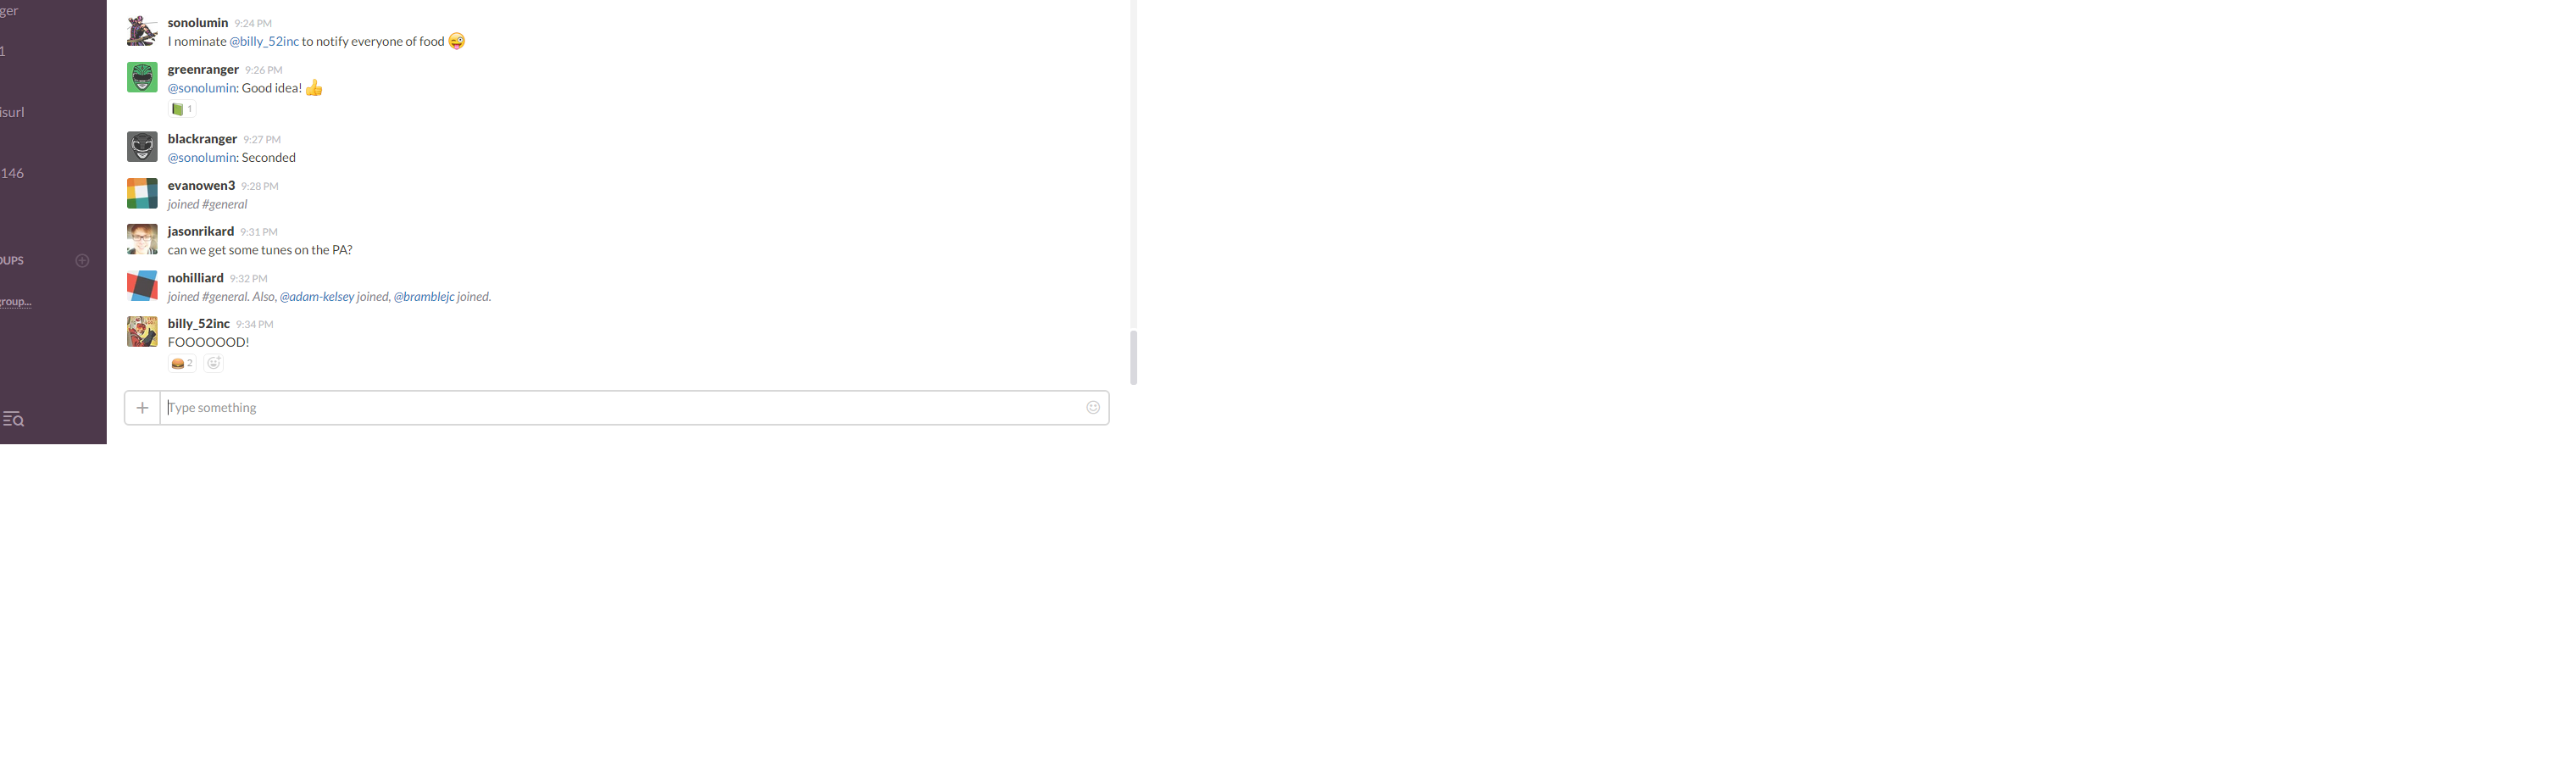 ger
1
isurl
146
OUPS
group...
sonolumin 9:24 PM
I nominate @billy_52inc to notify everyone of food
greenranger 9:26 PM
@sonolumin: Good idea!
1
blackranger 9:27 PM
@sonolumin: Seconded
evanowen3 9:28 PM
joined #general
jasonrikard 9:31 PM
can we get some tunes on the PA?
nohilliard 9:32 PM
joined #general. Also, @adam-kelsey joined, @bramblejc joined.
billy_52inc 9:34 PM
FOOOOOOD!
2
Type something